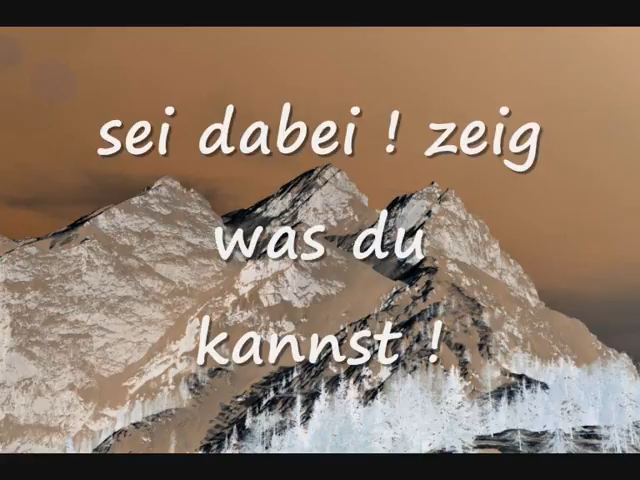 sei dabei ! zeig
was du
kannst !